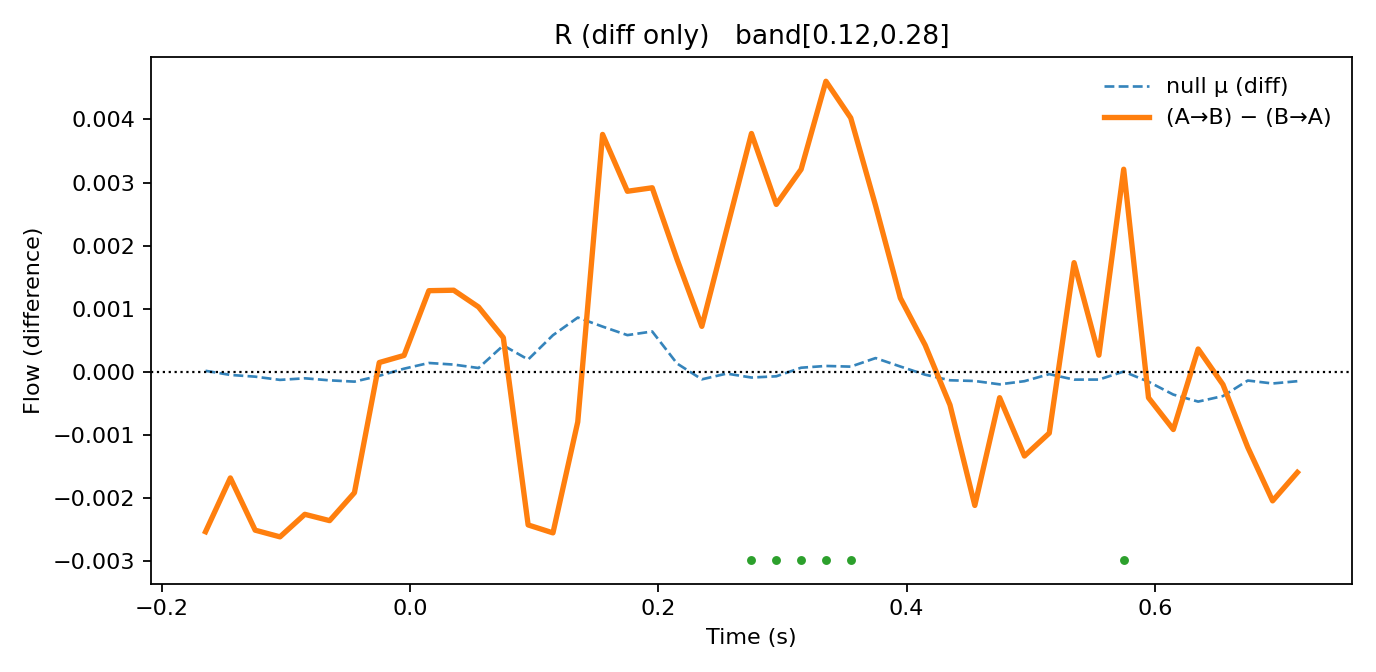 R (diff only)   band[0.12,0.28]
null μ (diff)
(A→B) − (B→A)
Flow (difference)
0.004
0.003
0.002
0.001
0.000
−0.001
−0.002
−0.003
−0.2
0.0
0.2
0.4
0.6
Time (s)